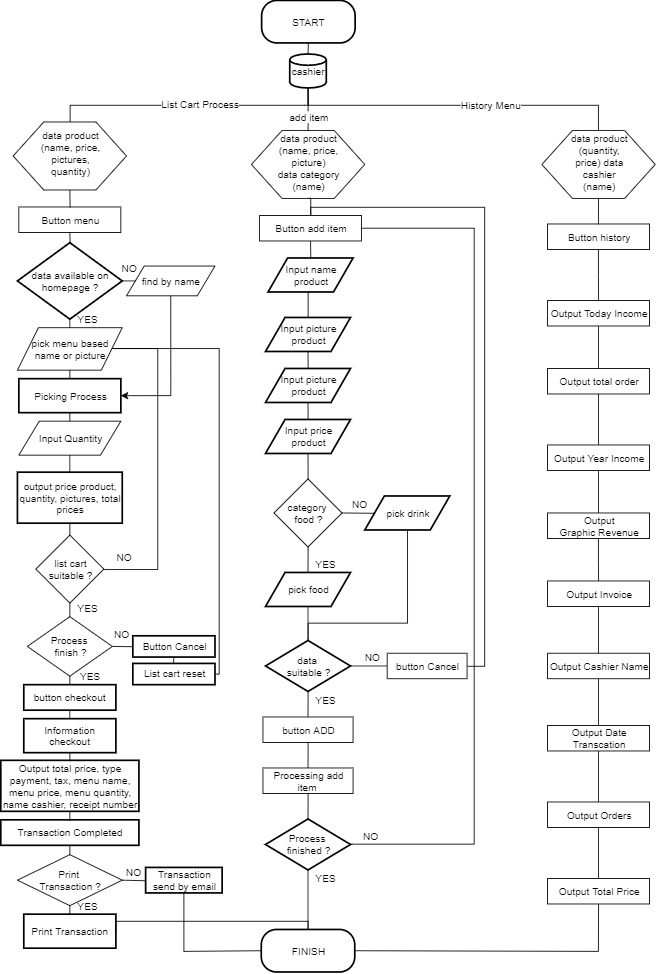 START
cashier
List Cart Process
add item
History Menu
data product
(name, price,
pictures,
quantity)
Button menu
data available on
homepage ?
NO
find by name
YES
pick menu based
name or picture
Picking Process
Input Quantity
output price product,
quantity, pictures, total
prices
list cart
suitable ?
NO
YES
Process
finish ?
NO
Button Cancel
List cart reset
YES
button checkout
Information
checkout
Output total price, type
payment, tax, menu name,
menu price, menu quantity,
name cashier, receipt number
Transaction Completed
Print
Transaction ?
NO
Transaction
send by email
YES
Print Transaction
data product
(name, price,
picture)
data category
(name)
Button add item
Input name
product
Input picture
product
Input picture
product
Input price
product
category
food ?
NO
pick drink
YES
pick food
data
suitable ?
NO
button Cancel
YES
button ADD
Processing add
item
Process
finished ?
NO
YES
FINISH
data product
(quantity,
price) data
cashier
(name)
Button history
Output Today Income
Output total order
Output Year Income
Output
Graphic Revenue
Output Invoice
Output Cashier Name
Output Date
Transcation
Output Orders
Output Total Price